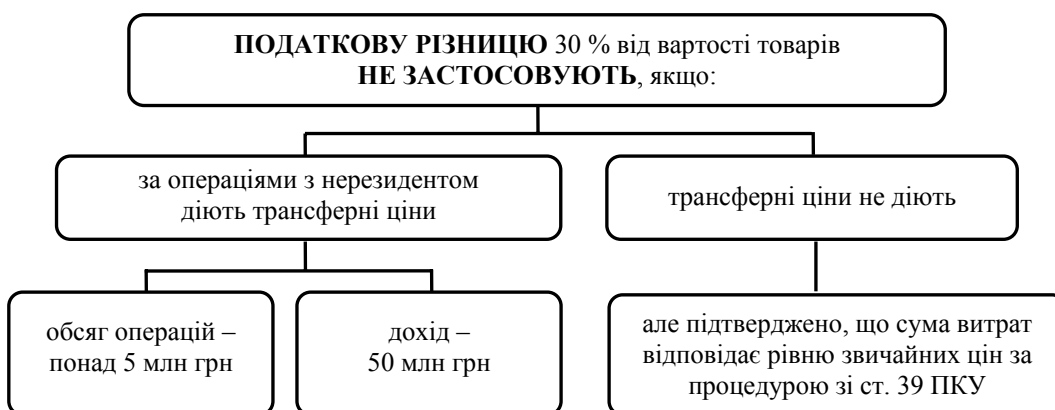 ПОДАТКОВУ РІЗНИЦЮ 30 % від вартості товарів
НЕ ЗАСТОСОВУЮТЬ, якщо:
за операціями з нерезидентом
діють трансферні ціни
трансферні ціни не діють
обсяг операцій –
понад 5 млн грн
дохід –
50 млн грн
але підтверджено, що сума витрат
відповідає рівню звичайних цін за
процедурою зі ст. 39 ПКУ